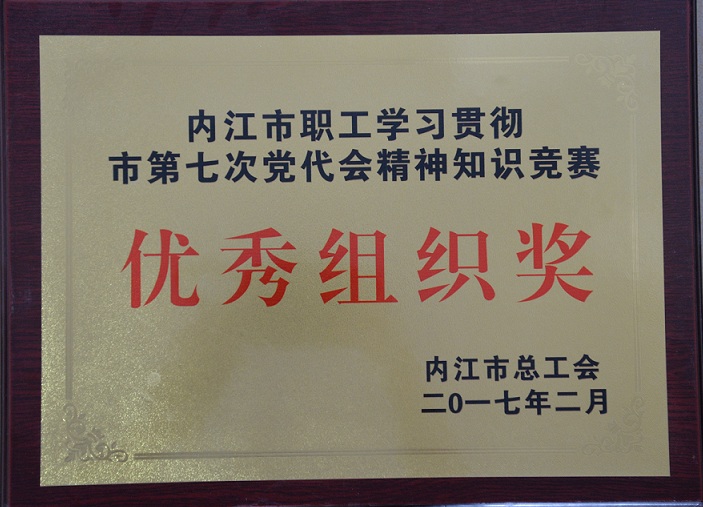 内江市职工学习贯彻
市第七次党代会精神知识竞赛
优秀组织奖
内江市总工会
二0一七年二月